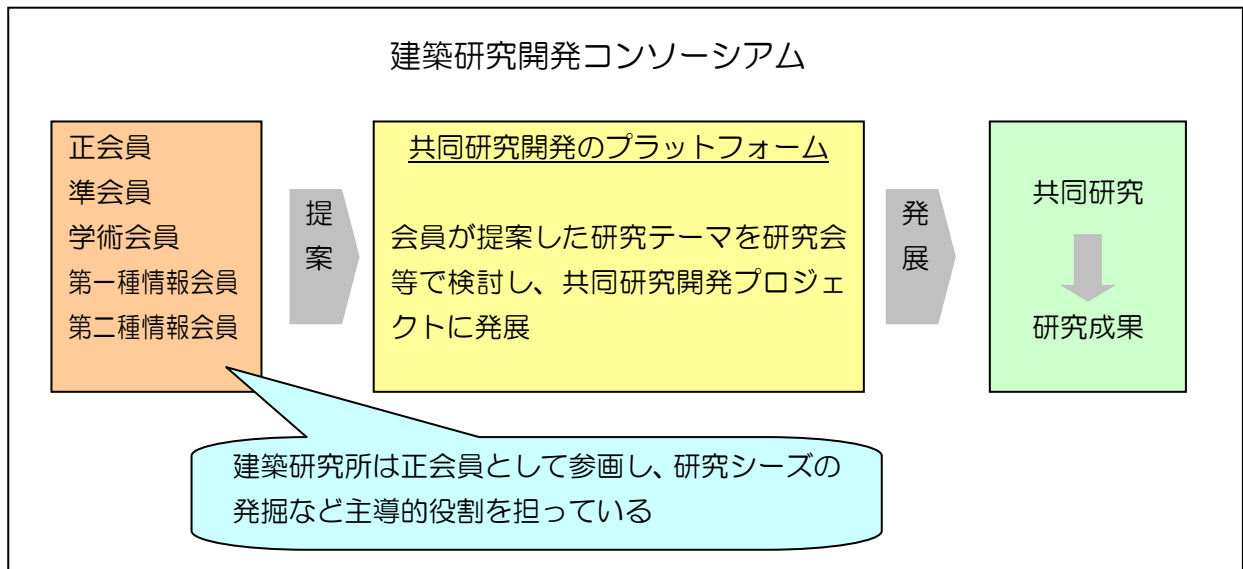 建築研究開発コンソーシアム
正会員
準会員
学術会員
第一種情報会員
第二種情報会員
提
案
共同研究開発のプラットフォーム
会員が提案した研究テーマを研究会
等で検討し、共同研究開発プロジェ
クトに発展
発
展
共同研究
研究成果
建築研究所は正会員として参画し、研究シーズの
発掘など主導的役割を担っている